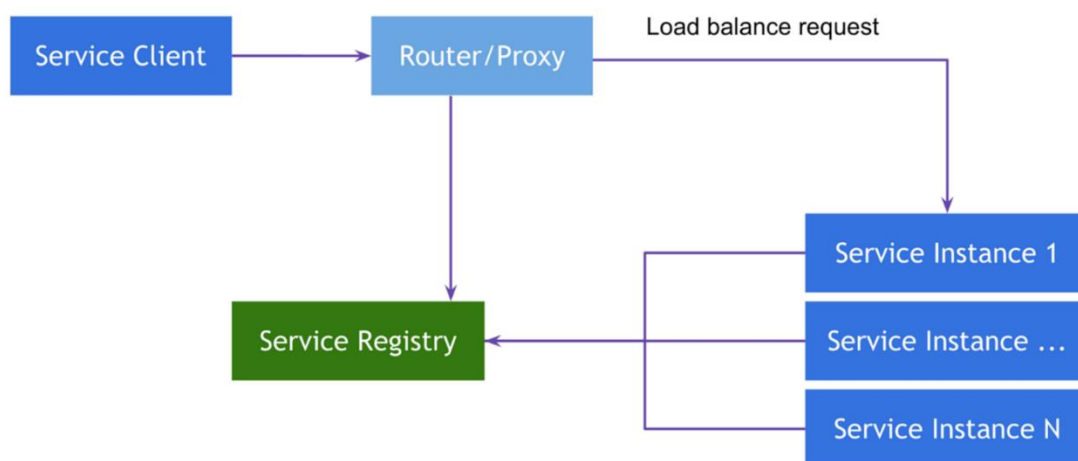 Load balance request
Service Client
Router/Proxy
Service Instance 1
Service Registry
Service Instance ...
Service Instance N